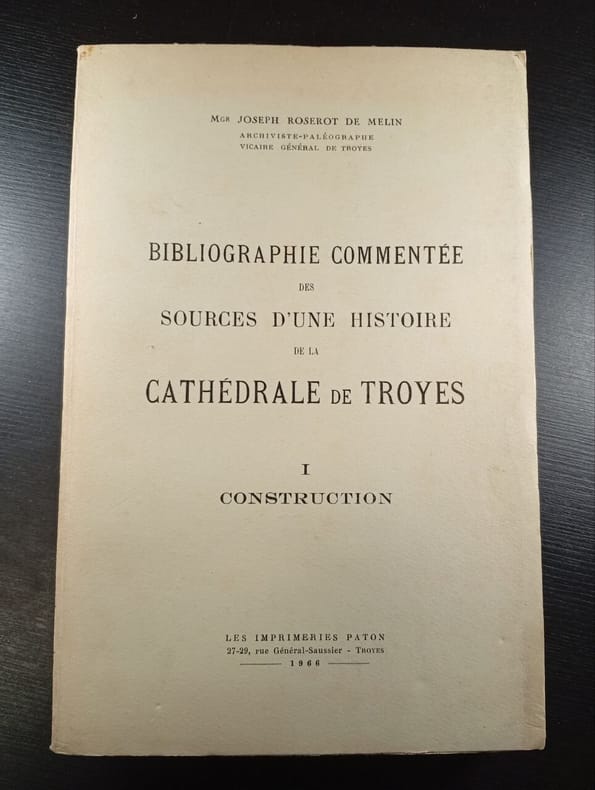 MGR JOSEPH ROSEROT DE MELIN
ARCHIVISTE-PALÉOGRAPHE
VICAIRE GÉNÉRAL DE TROYES
BIBLIOGRAPHIE COMMENTÉE
DES
SOURCES D'UNE HISTOIRE
DE LA
CATHÉDRALE DE TROYES
I
CONSTRUCTION
LES IMPRIMERIES PATON
27-29, rue Général-Saussier - TROYES
1966